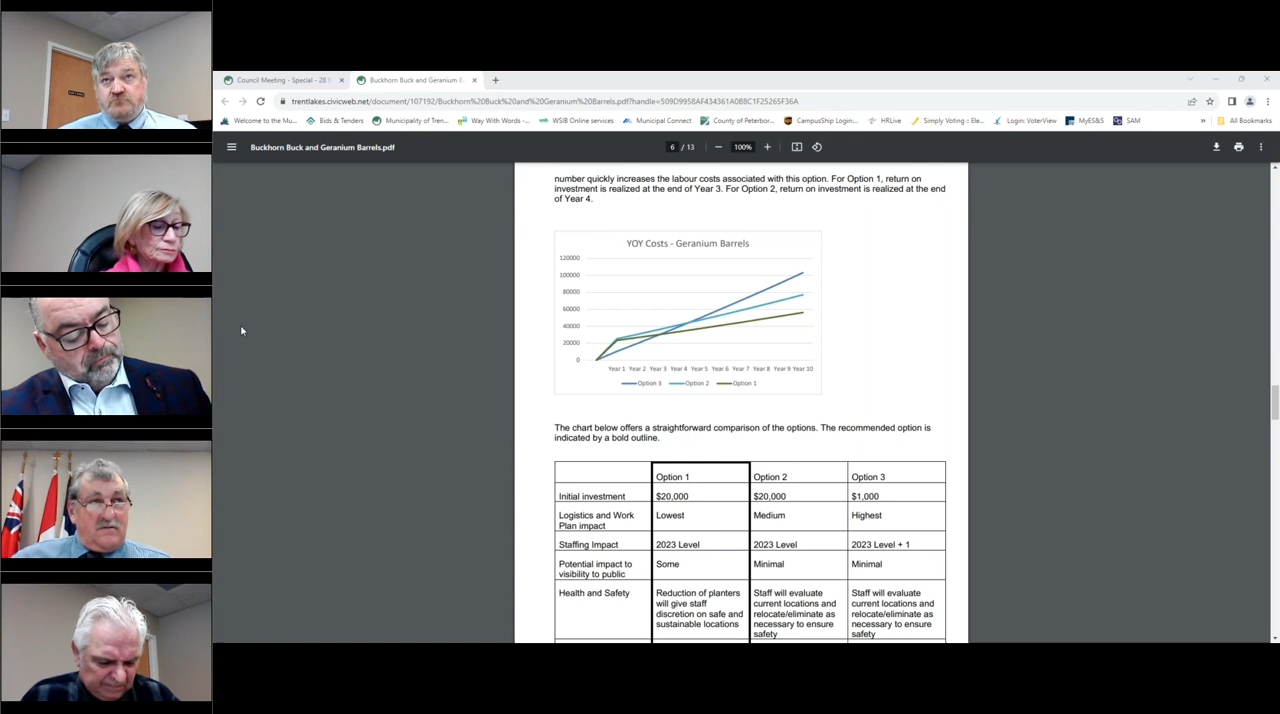 Council Meeting - Special - 28
Buckhorn Buck and Geranium B
trentlakes.civicweb.net/document/107192/Buckhorn%20Buck%20and%20Geranium%20Barrels.pdf?handle=509D9958AF434361A0B8C1F25265F36A
Welcome to the Mu... Bids & Tenders Municipality of Tren... Way With Words -... WSIB Online services Municipal Connect County of Peterbor... CampusShip Login:... HRLive Simply Voting :: Ele... Login: VoterView MyES&S SAM » All Bookmarks
Buckhorn Buck and Geranium Barrels.pdf 6 / 13 100%
number quickly increases the labour costs associated with this option. For Option 1, return on
investment is realized at the end of Year 3. For Option 2, return on investment is realized at the end
of Year 4.
YOY Costs - Geranium Barrels
120000
100000
80000
60000
40000
20000
0
Year 1 Year 2 Year 3 Year 4 Year 5 Year 6 Year 7 Year 8 Year 9 Year 10
Option 3 Option 2 Option 1
The chart below offers a straightforward comparison of the options. The recommended option is
indicated by a bold outline.
Option 1 Option 2 Option 3
Initial investment $20,000 $20,000 $1,000
Logistics and Work Lowest Medium Highest
Plan impact
Staffing Impact 2023 Level 2023 Level 2023 Level + 1
Potential impact to Some Minimal Minimal
visibility to public
Health and Safety Reduction of planters Staff will evaluate Staff will evaluate
will give staff current locations and current locations and
discretion on safe and relocate/eliminate as relocate/eliminate as
sustainable locations necessary to ensure necessary to ensure
safety safety